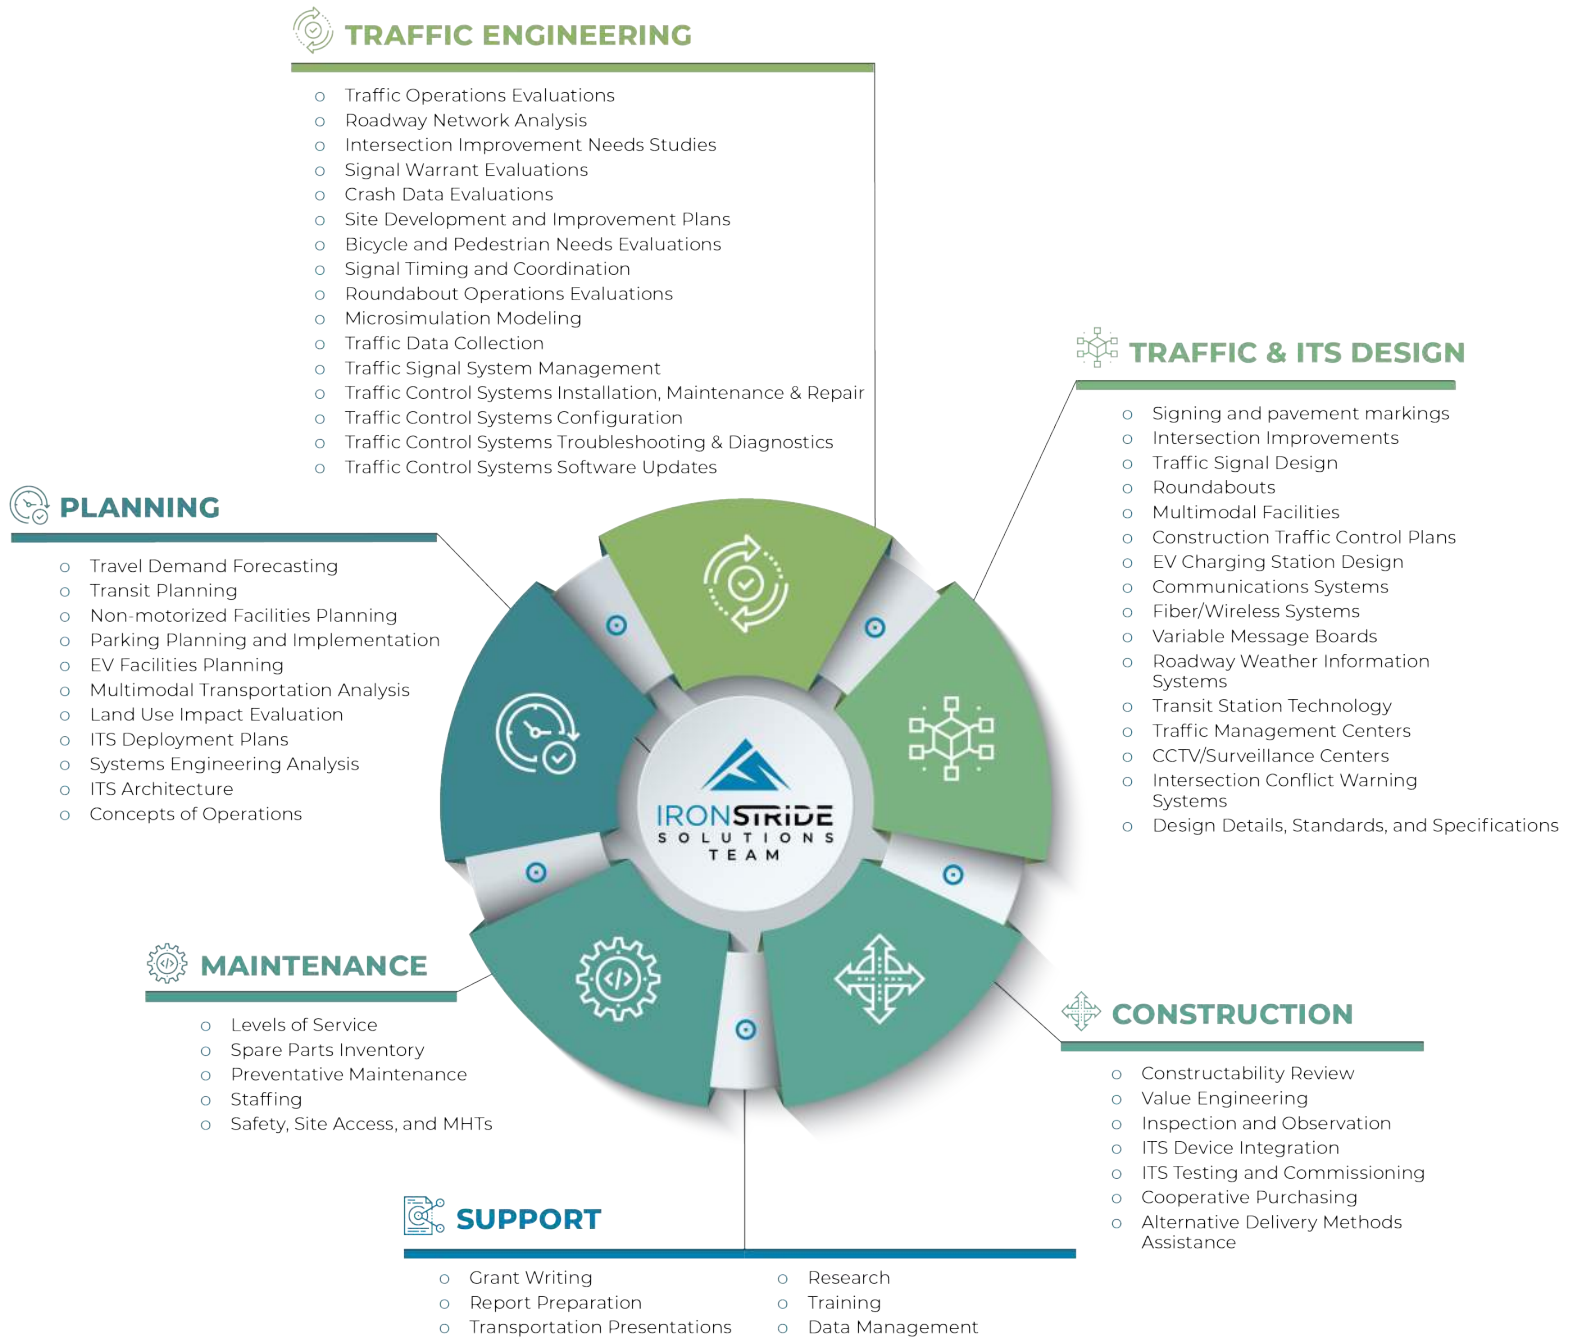 TRAFFIC ENGINEERING
o Traffic Operations Evaluations
o Roadway Network Analysis
o Intersection Improvement Needs Studies
o Signal Warrant Evaluations
o Crash Data Evaluations
o Site Development and Improvement Plans
o Bicycle and Pedestrian Needs Evaluations
o Signal Timing and Coordination
o Roundabout Operations Evaluations
o Microsimulation Modeling
o Traffic Data Collection
o Traffic Signal System Management
o Traffic Control Systems Installation, Maintenance & Repair
o Traffic Control Systems Configuration
o Traffic Control Systems Troubleshooting & Diagnostics
o Traffic Control Systems Software Updates
TRAFFIC & ITS DESIGN
o Signing and pavement markings
o Intersection Improvements
o Traffic Signal Design
o Roundabouts
o Multimodal Facilities
o Construction Traffic Control Plans
o EV Charging Station Design
o Communications Systems
o Fiber/Wireless Systems
o Variable Message Boards
o Roadway Weather Information
Systems
o Transit Station Technology
o Traffic Management Centers
o CCTV/Surveillance Centers
o Intersection Conflict Warning
Systems
o Design Details, Standards, and Specifications
PLANNING
o Travel Demand Forecasting
o Transit Planning
o Non-motorized Facilities Planning
o Parking Planning and Implementation
o EV Facilities Planning
o Multimodal Transportation Analysis
o Land Use Impact Evaluation
o ITS Deployment Plans
o Systems Engineering Analysis
o ITS Architecture
o Concepts of Operations
IRONSTRIDE
SOLUTIONS
TEAM
</>
MAINTENANCE
o Levels of Service
o Spare Parts Inventory
o Preventative Maintenance
o Staffing
o Safety, Site Access, and MHTs
CONSTRUCTION
o Constructability Review
o Value Engineering
o Inspection and Observation
o ITS Device Integration
o ITS Testing and Commissioning
o Cooperative Purchasing
o Alternative Delivery Methods
Assistance
SUPPORT
o Grant Writing
o Report Preparation
o Transportation Presentations
o Research
o Training
o Data Management